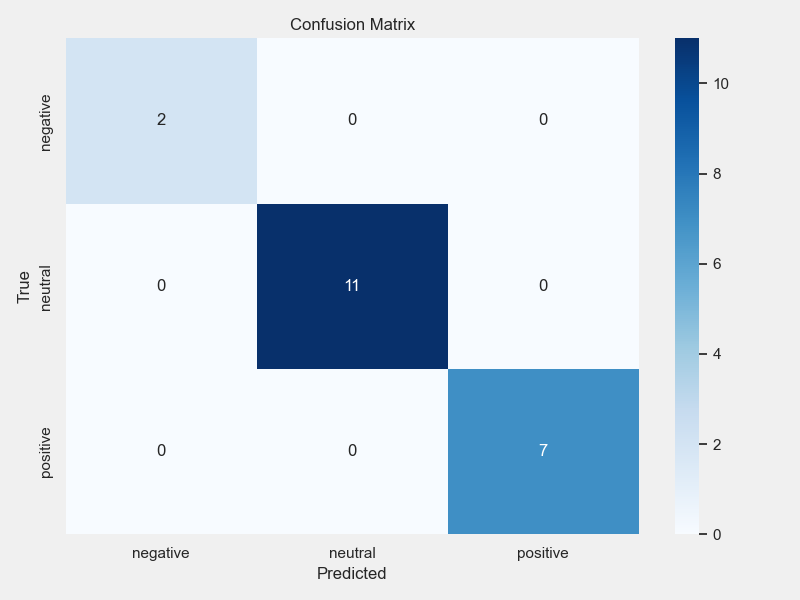 Confusion Matrix
negative
2 0 0
neutral
0 11 0
positive
0 0 7
True
negative neutral positive
Predicted
10
8
6
4
2
0